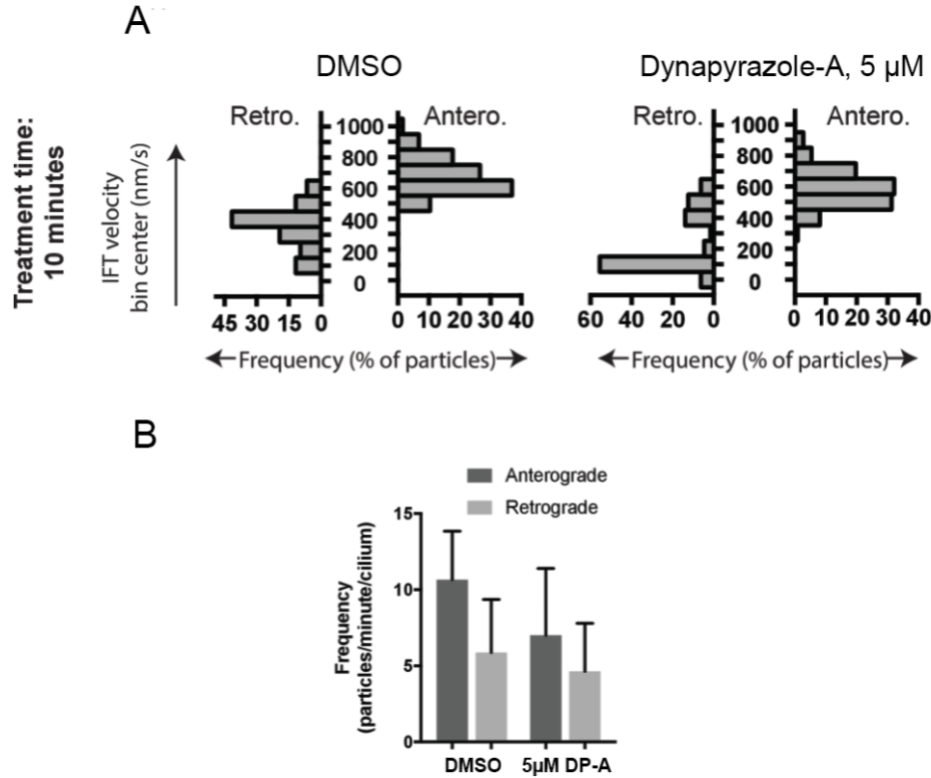 A
DMSO
Dynapyrazole-A, 5 µM
Treatment time:
10 minutes
IFT velocity
bin center (nm/s)
Retro.
Antero.
1000
800
600
400
200
0
45 30 15 0
0 10 20 30 40
Frequency (% of particles)
Retro.
Antero.
1000
800
600
400
200
0
60 40 20 0
0 10 20 30 40
Frequency (% of particles)
B
Anterograde
Retrograde
Frequency
(particles/minute/cilium)
15
10
5
0
DMSO 5µM DP-A